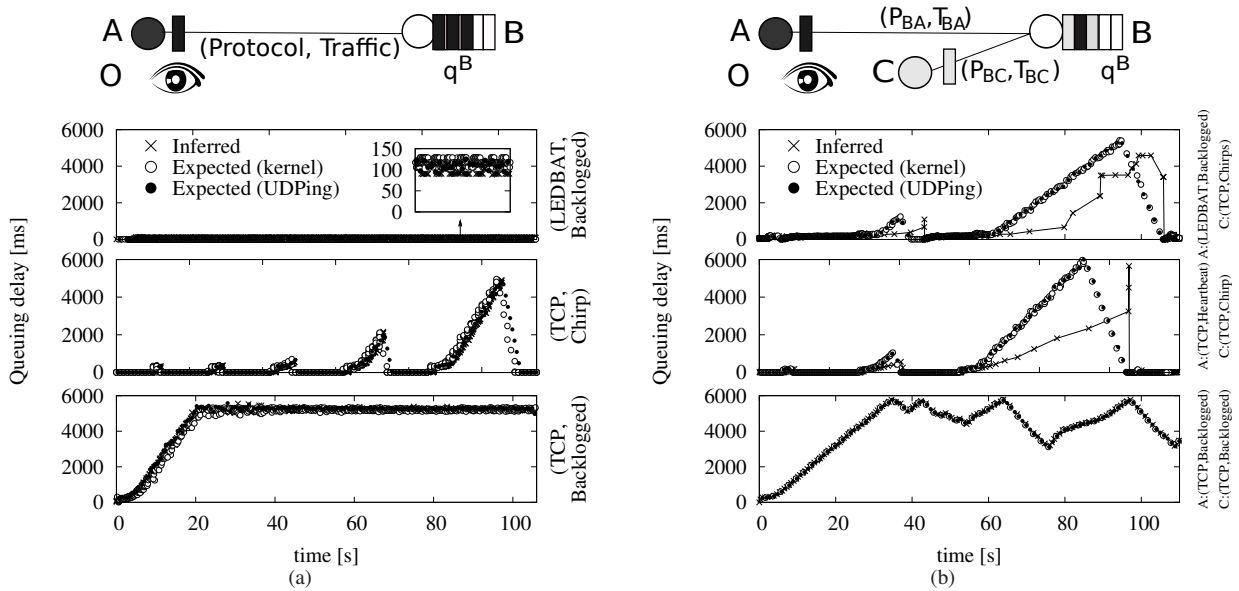 A
(Protocol, Traffic)
B
q^B
O
6000
4000
2000
0
Inferred
Expected (kernel)
Expected (UDPing)
150
100
50
0
(LEDBAT,
Backlogged)
6000
4000
2000
0
(TCP,
Chirp)
6000
4000
2000
0
(TCP,
Backlogged)
Queuing delay [ms]
0 20 40 60 80 100
time [s]
(a)
A
(P_BA,T_BA)
B
q^B
O
C
(P_BC,T_BC)
6000
4000
2000
0
Inferred
Expected (kernel)
Expected (UDPing)
A:(LEDBAT,Backlogged)
C:(TCP,Chirps)
6000
4000
2000
0
A:(TCP,Heartbeat)
C:(TCP,Chirp)
6000
4000
2000
0
A:(TCP,Backlogged)
C:(TCP,Backlogged)
Queuing delay [ms]
0 20 40 60 80 100
time [s]
(b)